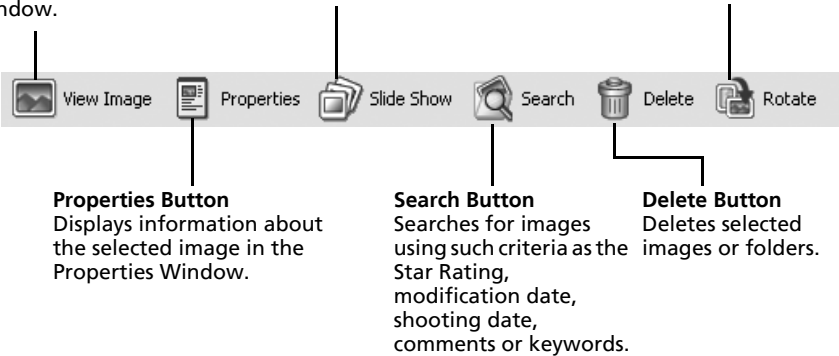 ndow.
View Image Properties Slide Show Search Delete Rotate
Properties Button
Displays information about
the selected image in the
Properties Window.
Search Button
Searches for images
using such criteria as the
Star Rating,
modification date,
shooting date,
comments or keywords.
Delete Button
Deletes selected
images or folders.